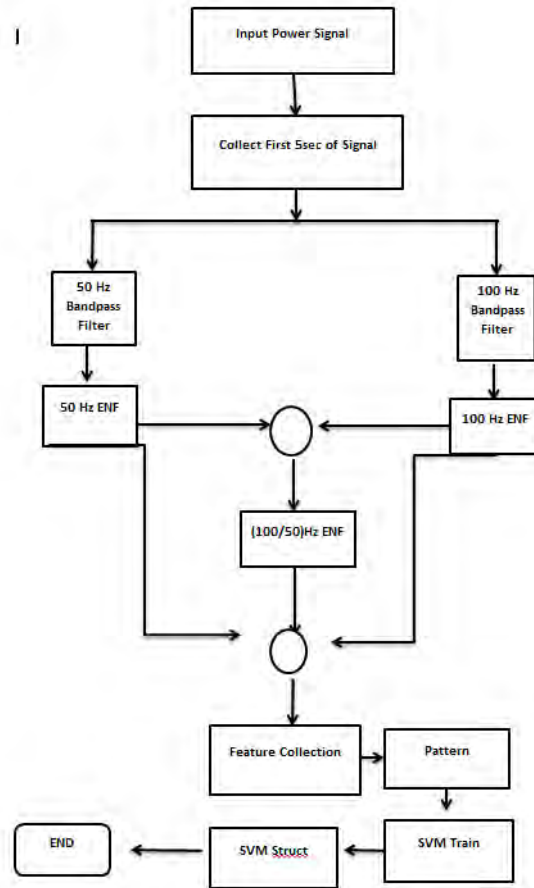 I
Input Power Signal
Collect First 5sec of Signal
50 Hz
Bandpass
Filter
100 Hz
Bandpass
Filter
50 Hz ENF
100 Hz ENF
(100/50)Hz ENF
Feature Collection
Pattern
END
SVM Struct
SVM Train